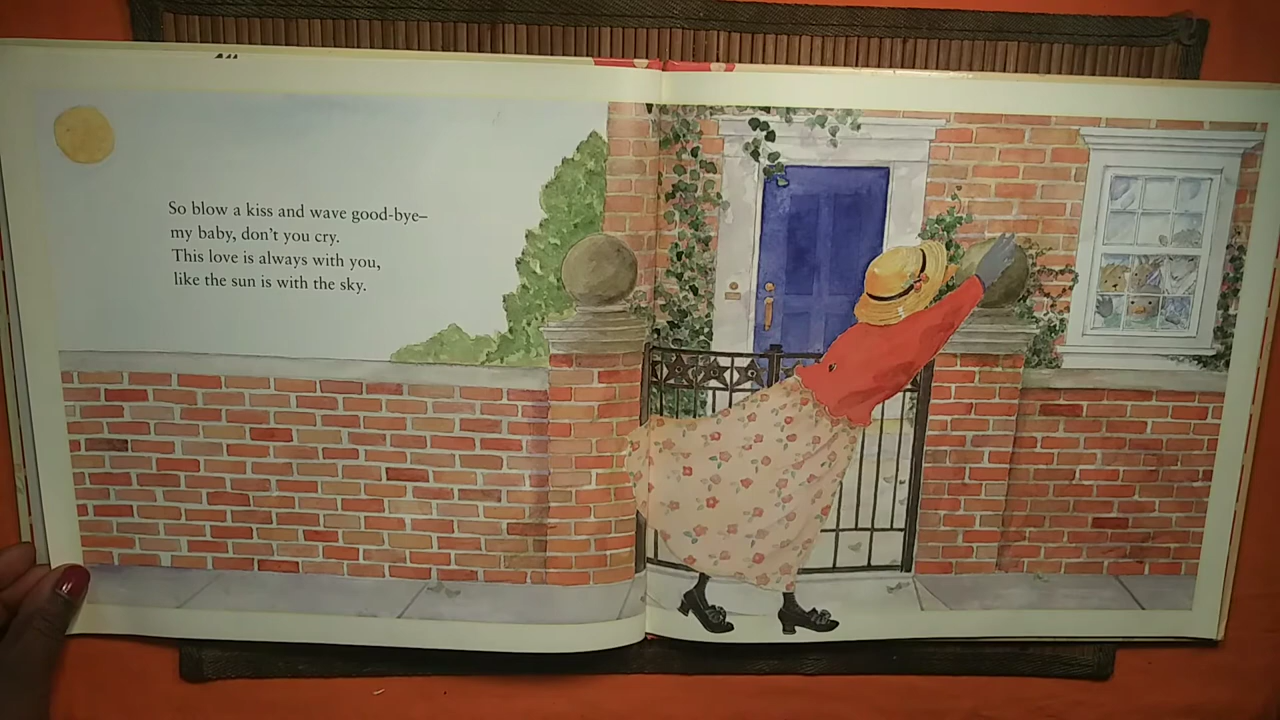 So blow a kiss and wave good-bye–
my baby, don't you cry.
This love is always with you,
like the sun is with the sky.